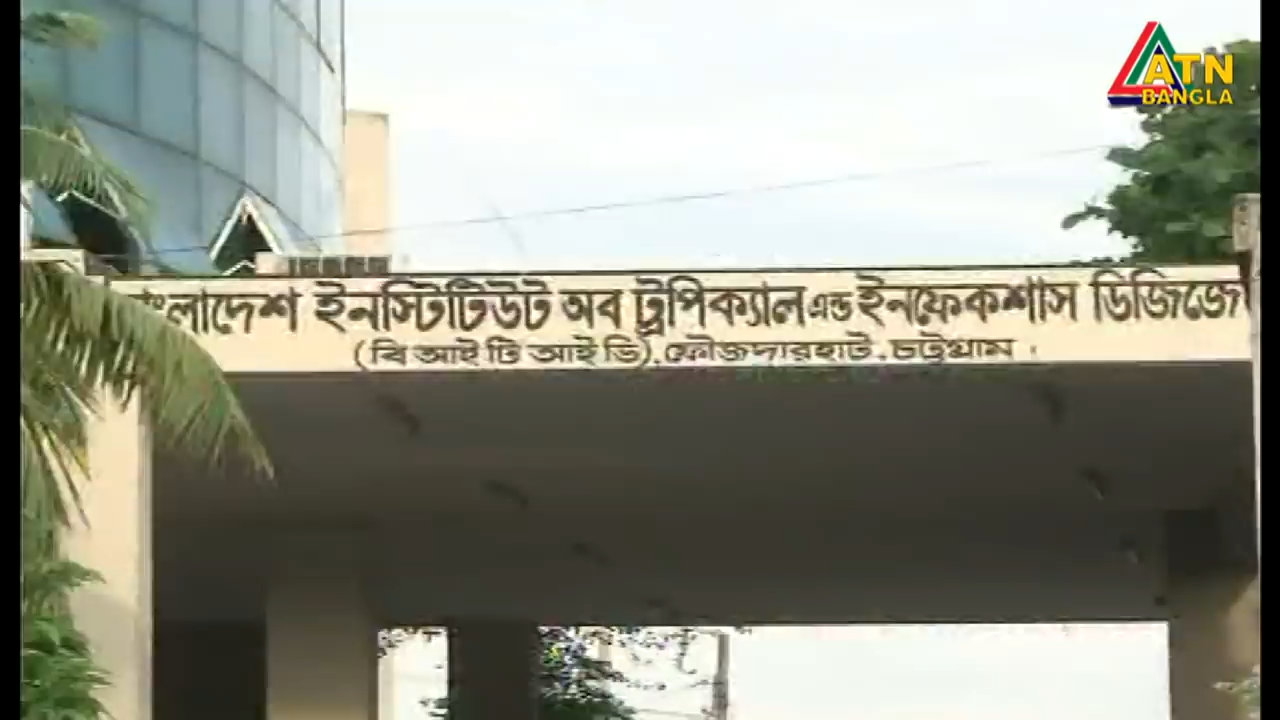 ATN
BANGLA
বাংলাদেশ ইনস্টিটিউট অব ট্রপিক্যাল এন্ড ইনফেকশাস ডিজিজে
(বি আই টি আই ডি), ফৌজদারহাট, চট্টগ্রাম।